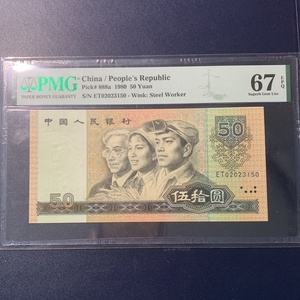 PMG
PAPER MONEY GUARANTY
China / People's Republic
Pick# 888a 1980 50 Yuan
S/N ET02023150 - Wmk: Steel Worker
67 EPQ
Superb Gem Unc
中国人民银行
50
ET02023150
50
伍拾圆